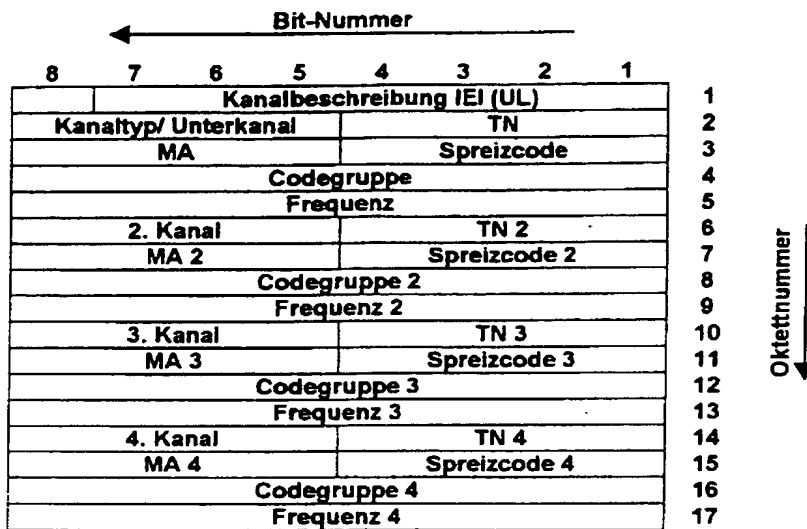 Bit-Nummer
8 7 6 5 4 3 2 1
Kanalbeschreibung IEI (UL) 1
Kanaltyp/ Unterkanal TN 2
MA Spreizcode 3
Codegruppe 4
Frequenz 5
2. Kanal TN 2 6
MA 2 Spreizcode 2 7
Codegruppe 2 8
Frequenz 2 9
3. Kanal TN 3 10
MA 3 Spreizcode 3 11
Codegruppe 3 12
Frequenz 3 13
4. Kanal TN 4 14
MA 4 Spreizcode 4 15
Codegruppe 4 16
Frequenz 4 17
Oktettnummer